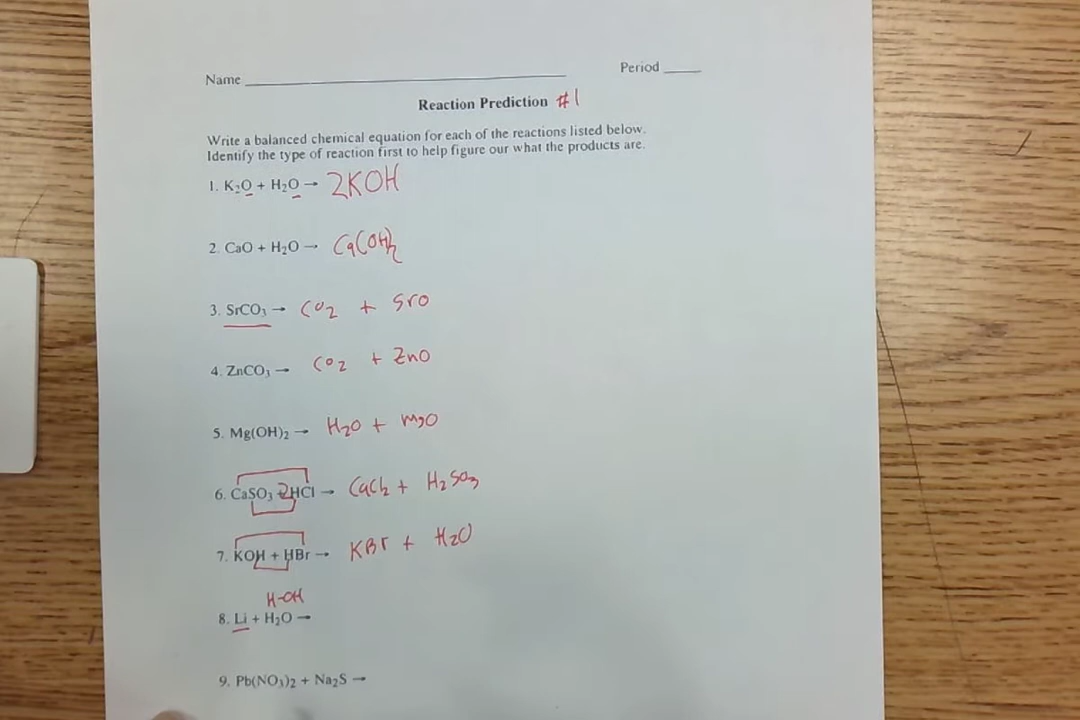 Name ____ Period ____
Reaction Prediction #1
Write a balanced chemical equation for each of the reactions listed below.
Identify the type of reaction first to help figure our what the products are.
1. K₂O + H₂O → 2KOH
2. CaO + H₂O → Ca(OH)₂
3. SrCO₃ → CO₂ + SrO
4. ZnCO₃ → CO₂ + ZnO
5. Mg(OH)₂ → H₂O + MgO
6. CaSO₃ + 2HCl → CaCl₂ + H₂SO₃
7. KOH + HBr → KBr + H₂O
H-OH
8. Li + H₂O →
9. Pb(NO₃)2 + Na₂S →